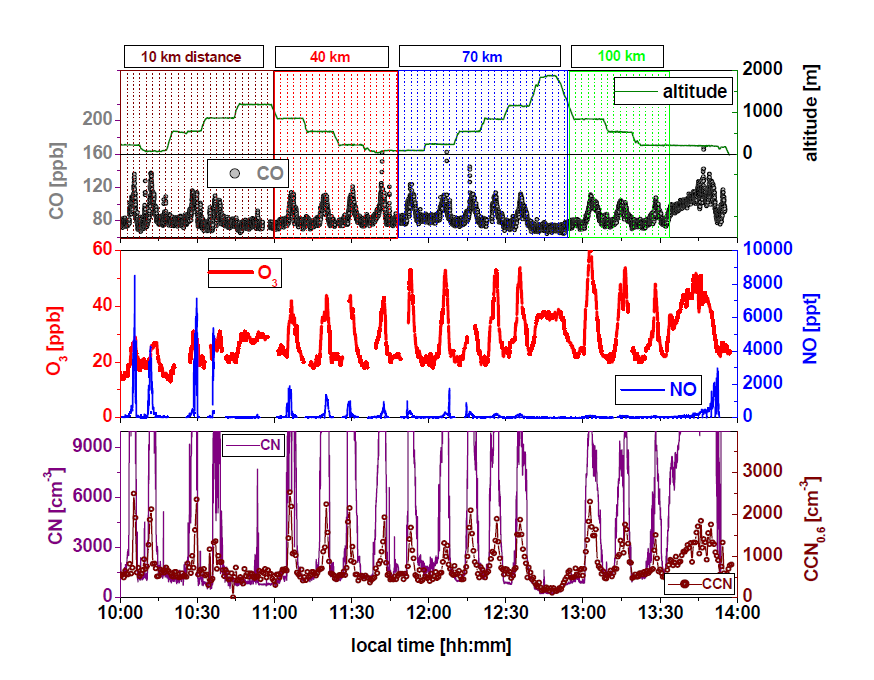 10 km distance 40 km 70 km 100 km
2000
altitude
200 1000
160 0
CO [ppb] altitude [m]
CO
120
80
60 10000
O3
8000
40 6000
O3 [ppb] NO [ppt]
4000
20
NO
2000
0 0
CN
9000
3000
6000
CN [cm-3] CCN0.6 [cm-3]
2000
3000 1000
CCN
0 0
10:00 10:30 11:00 11:30 12:00 12:30 13:00 13:30 14:00
local time [hh:mm]